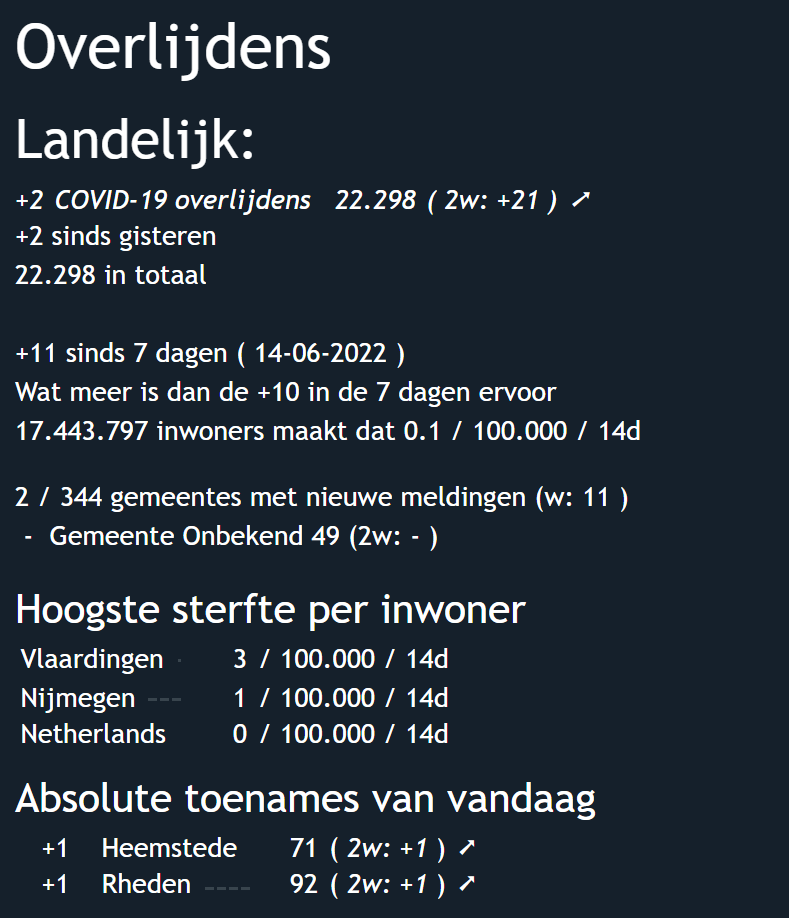 Overlijdens
Landelijk:
+2 COVID-19 overlijdens 22.298 ( 2w: +21 ) ➚
+2 sinds gisteren
22.298 in totaal
+11 sinds 7 dagen ( 14-06-2022 )
Wat meer is dan de +10 in de 7 dagen ervoor
17.443.797 inwoners maakt dat 0.1 / 100.000 / 14d
2 / 344 gemeentes met nieuwe meldingen (w: 11 )
- Gemeente Onbekend 49 (2w: - )
Hoogste sterfte per inwoner
Vlaardingen · 3 / 100.000 / 14d
Nijmegen --- 1 / 100.000 / 14d
Netherlands 0 / 100.000 / 14d
Absolute toenames van vandaag
+1 Heemstede 71 ( 2w: +1 ) ➚
+1 Rheden ---- 92 ( 2w: +1 ) ➚